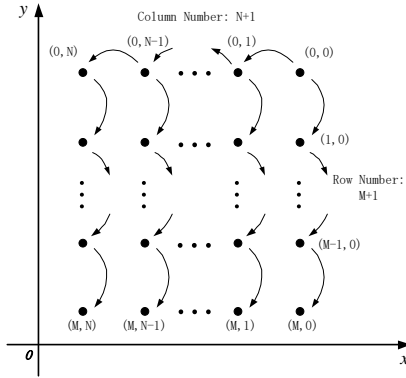 y
Column Number: N+1
(0, N)
(0, N-1)
(0, 1)
(0, 0)
(1, 0)
Row Number:
M+1
(M-1, 0)
(M, N)
(M, N-1)
(M, 1)
(M, 0)
0
x